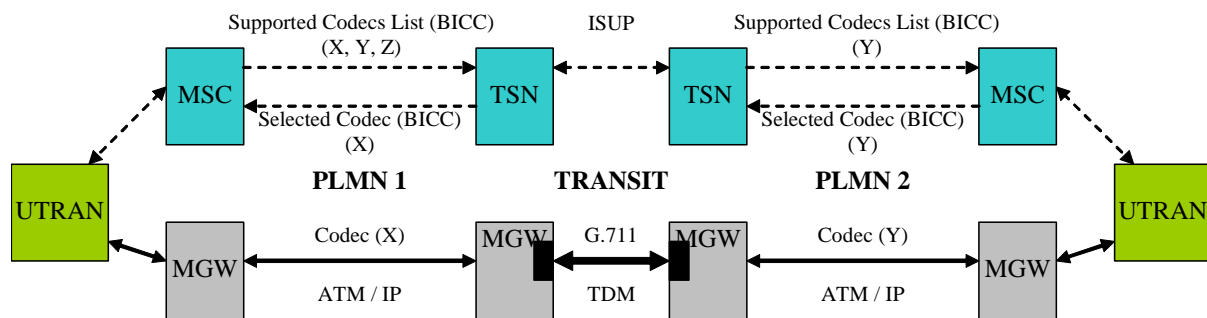 Supported Codecs List (BICC)
(X, Y, Z)
ISUP
Supported Codecs List (BICC)
(Y)
MSC
TSN
TSN
MSC
Selected Codec (BICC)
(X)
Selected Codec (BICC)
(Y)
PLMN 1
TRANSIT
PLMN 2
UTRAN
UTRAN
MGW
Codec (X)
ATM / IP
MGW
G.711
TDM
MGW
Codec (Y)
ATM / IP
MGW